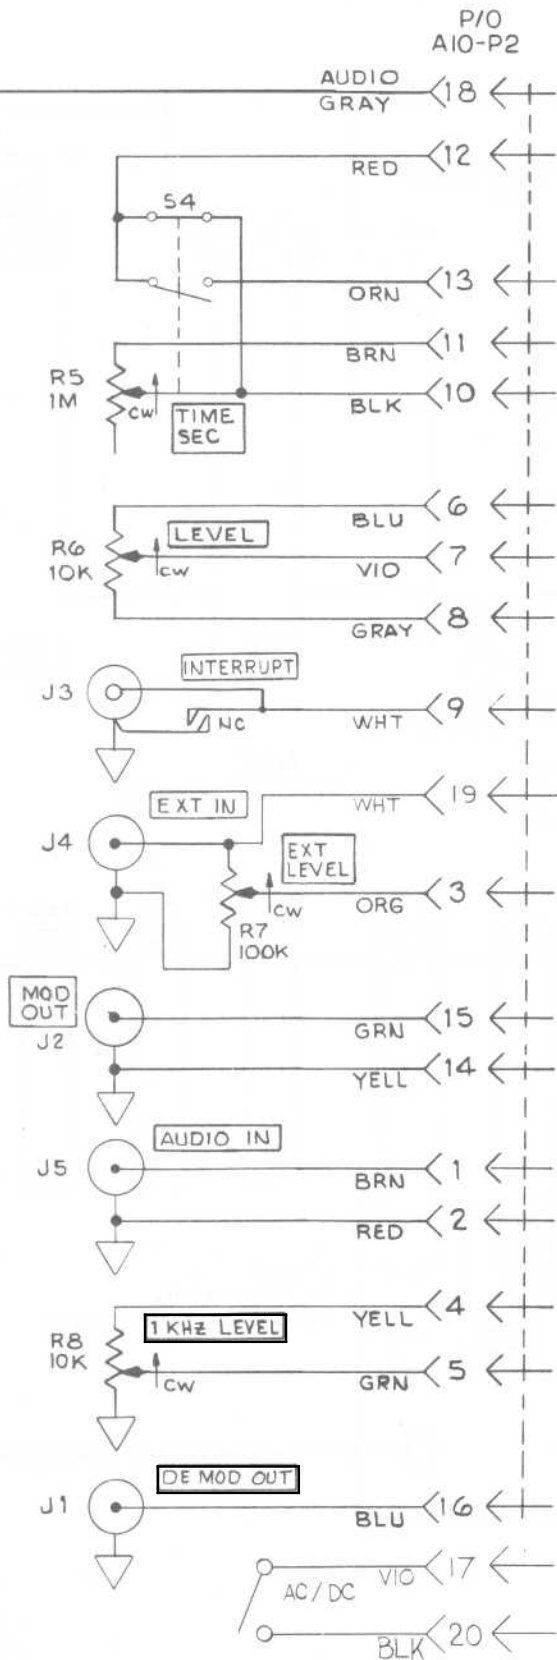 P/O
A10-P2
AUDIO
GRAY
18
12
RED
S4
13
ORN
11
BRN
R5
1M
CW
TIME
SEC
10
BLK
6
BLU
R6
10K
LEVEL
CW
7
VIO
8
GRAY
INTERRUPT
J3
NC
9
WHT
EXT IN
WHT
19
J4
EXT
LEVEL
CW
R7
100K
3
ORG
MOD
OUT
J2
15
GRN
14
YELL
AUDIO IN
J5
1
BRN
2
RED
4
YELL
1 KHZ LEVEL
R8
10K
CW
5
GRN
DE MOD OUT
J1
16
BLU
AC/DC
VIO
17
BLK
20